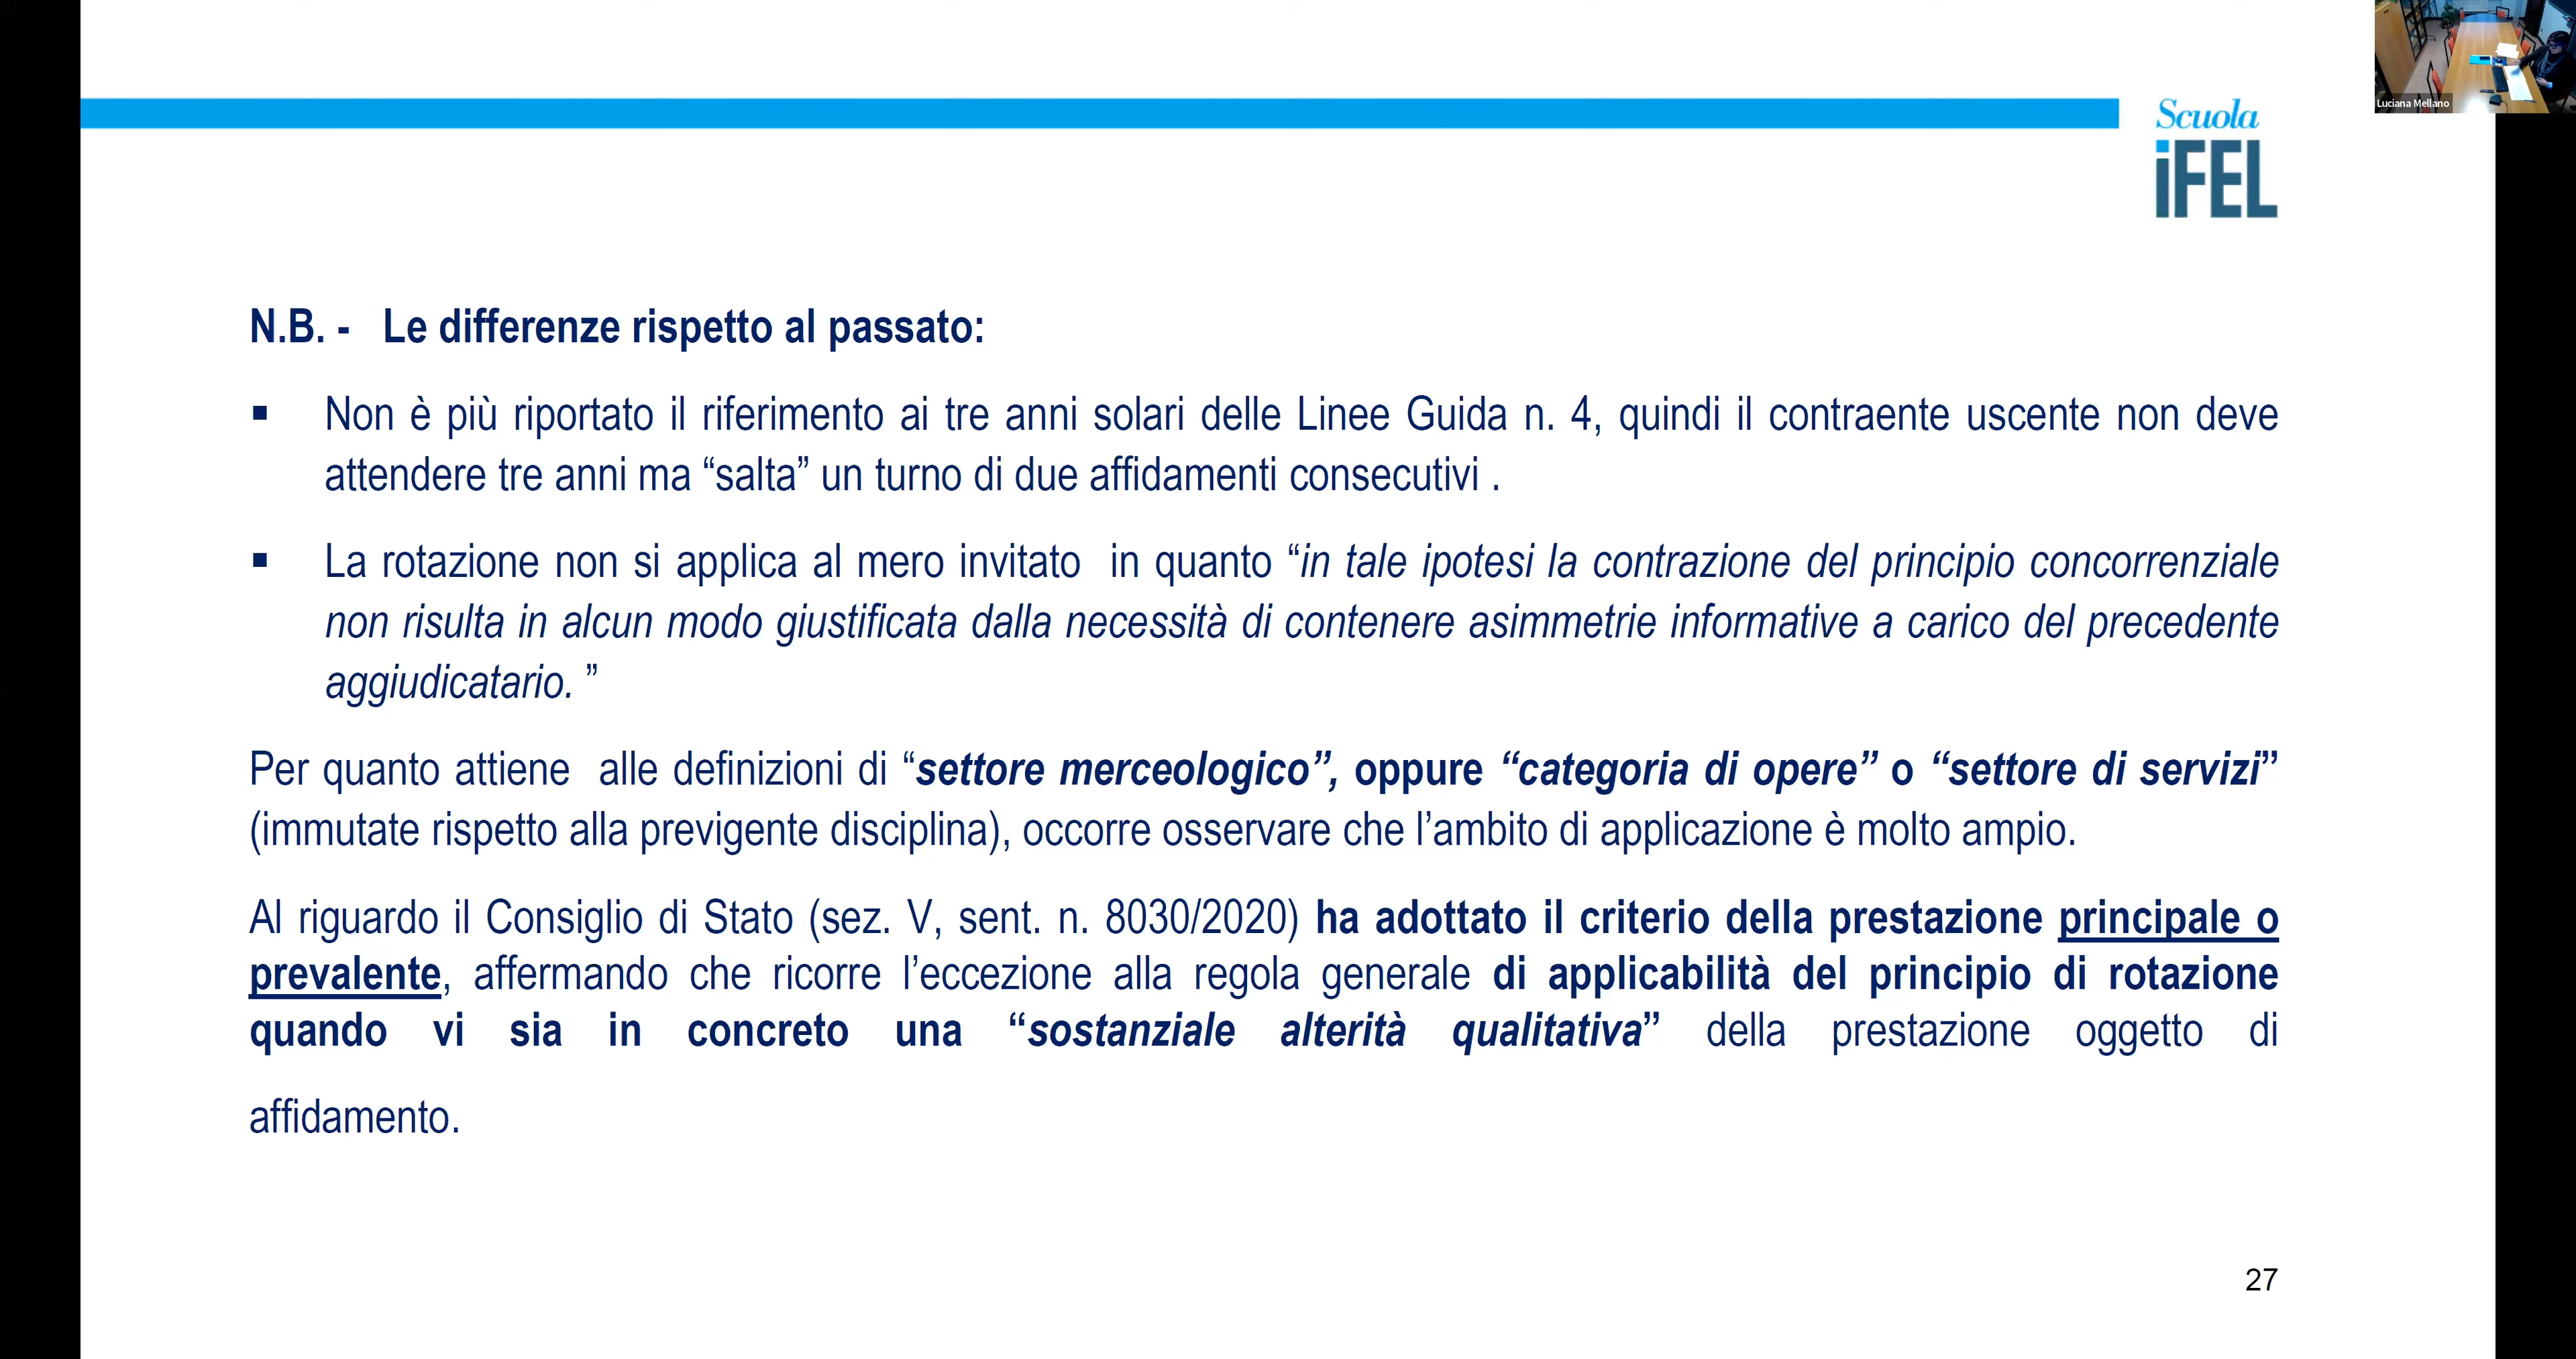 Luciana Mellano
Scuola
iFEL
N.B. - Le differenze rispetto al passato:
▪ Non è più riportato il riferimento ai tre anni solari delle Linee Guida n. 4, quindi il contraente uscente non deve
attendere tre anni ma “salta” un turno di due affidamenti consecutivi .
▪ La rotazione non si applica al mero invitato in quanto “in tale ipotesi la contrazione del principio concorrenziale
non risulta in alcun modo giustificata dalla necessità di contenere asimmetrie informative a carico del precedente
aggiudicatario. ”
Per quanto attiene alle definizioni di “settore merceologico”, oppure “categoria di opere” o “settore di servizi”
(immutate rispetto alla previgente disciplina), occorre osservare che l’ambito di applicazione è molto ampio.
Al riguardo il Consiglio di Stato (sez. V, sent. n. 8030/2020) ha adottato il criterio della prestazione principale o
prevalente, affermando che ricorre l’eccezione alla regola generale di applicabilità del principio di rotazione
quando vi sia in concreto una “sostanziale alterità qualitativa” della prestazione oggetto di
affidamento.
27